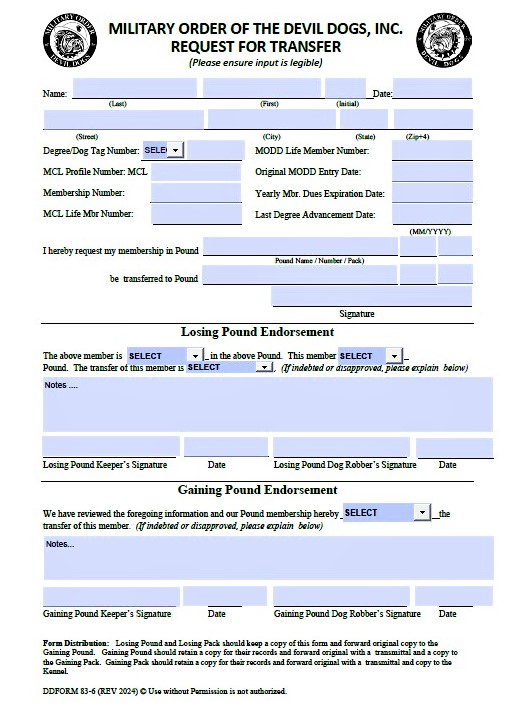 MILITARY ORDER OF THE DEVIL DOGS, INC.
REQUEST FOR TRANSFER
(Please ensure input is legible)
MILITARY ORDER
DEVIL DOGS
MILITARY ORDER
DEVIL DOGS
Name: Date:
(Last) (First) (Initial)
(Street) (City) (State) (Zip+4)
Degree/Dog Tag Number: SELE MODD Life Member Number:
MCL Profile Number: MCL Original MODD Entry Date:
Membership Number: Yearly Mbr. Dues Expiration Date:
MCL Life Mbr Number: Last Degree Advancement Date:
(MM/YYYY)
I hereby request my membership in Pound
Pound Name / Number / Pack)
be transferred to Pound
Signature
Losing Pound Endorsement
The above member is SELECT in the above Pound. This member SELECT
Pound. The transfer of this member is SELECT . (If indebted or disapproved, please explain below)
Notes ....
Losing Pound Keeper's Signature Date Losing Pound Dog Robber's Signature Date
Gaining Pound Endorsement
We have reviewed the foregoing information and our Pound membership hereby SELECT the
transfer of this member. (If indebted or disapproved, please explain below)
Notes...
Gaining Pound Keeper's Signature Date Gaining Pound Dog Robber's Signature Date
Form Distribution: Losing Pound and Losing Pack should keep a copy of this form and forward original copy to the
Gaining Pound. Gaining Pound should retain a copy for their records and forward original with a transmittal and a copy to
the Gaining Pack. Gaining Pack should retain a copy for their records and forward original with a transmittal and copy to the
Kennel.
DDFORM 83-6 (REV 2024) © Use without Permission is not authorized.